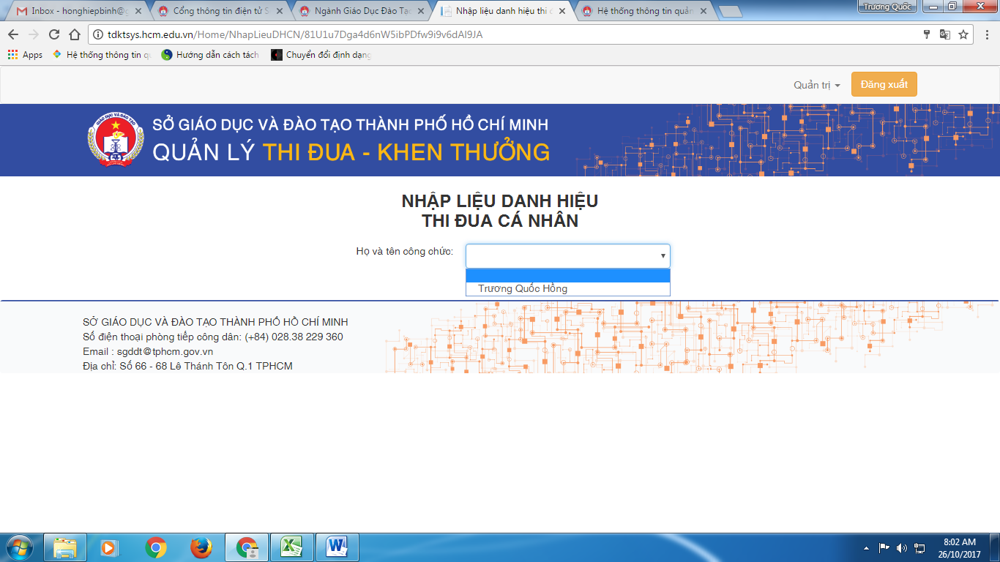 Inbox - honghiepbinh@g
Cổng thông tin điện tử S
Ngành Giáo Dục Đào Tạ
Nhập liệu danh hiệu thi đ
Hệ thống thông tin quản
Trương Quốc
tdktsys.hcm.edu.vn/Home/NhapLieuDHCN/81U1u7Dga4d6nW5ibPDfw9i9v6dAI9JA
Apps
Hệ thống thông tin qu
Hướng dẫn cách tách
Chuyển đổi định dạng
Quản trị
Đăng xuất
GIÁO DỤC VÀ ĐÀO TẠO
SỞ GIÁO DỤC VÀ ĐÀO TẠO THÀNH PHỐ HỒ CHÍ MINH
QUẢN LÝ THI ĐUA - KHEN THƯỞNG
NHẬP LIỆU DANH HIỆU
THI ĐUA CÁ NHÂN
Họ và tên công chức:
Trương Quốc Hồng
SỞ GIÁO DỤC VÀ ĐÀO TẠO THÀNH PHỐ HỒ CHÍ MINH
Số điện thoại phòng tiếp công dân: (+84) 028.38 229 360
Email : sgddt@tphcm.gov.vn
Địa chỉ: Số 66 - 68 Lê Thánh Tôn Q.1 TPHCM
8:02 AM
26/10/2017